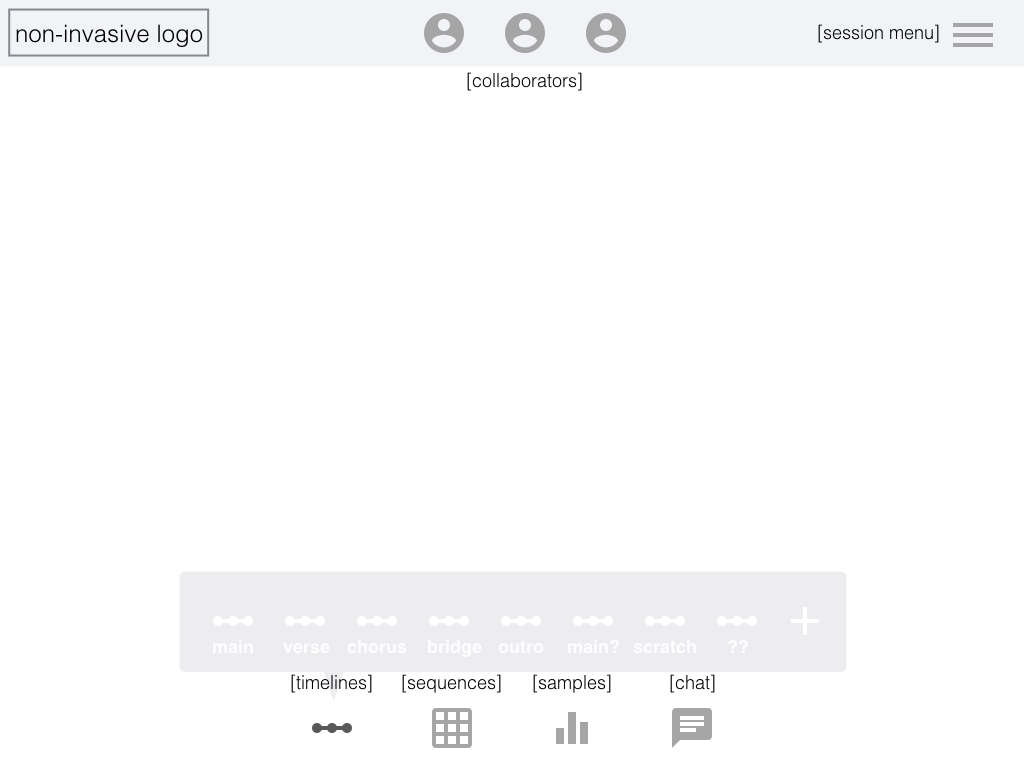 non-invasive logo
[session menu]
[collaborators]
main verse chorus bridge outro main? scratch ??
[timelines] [sequences] [samples] [chat]